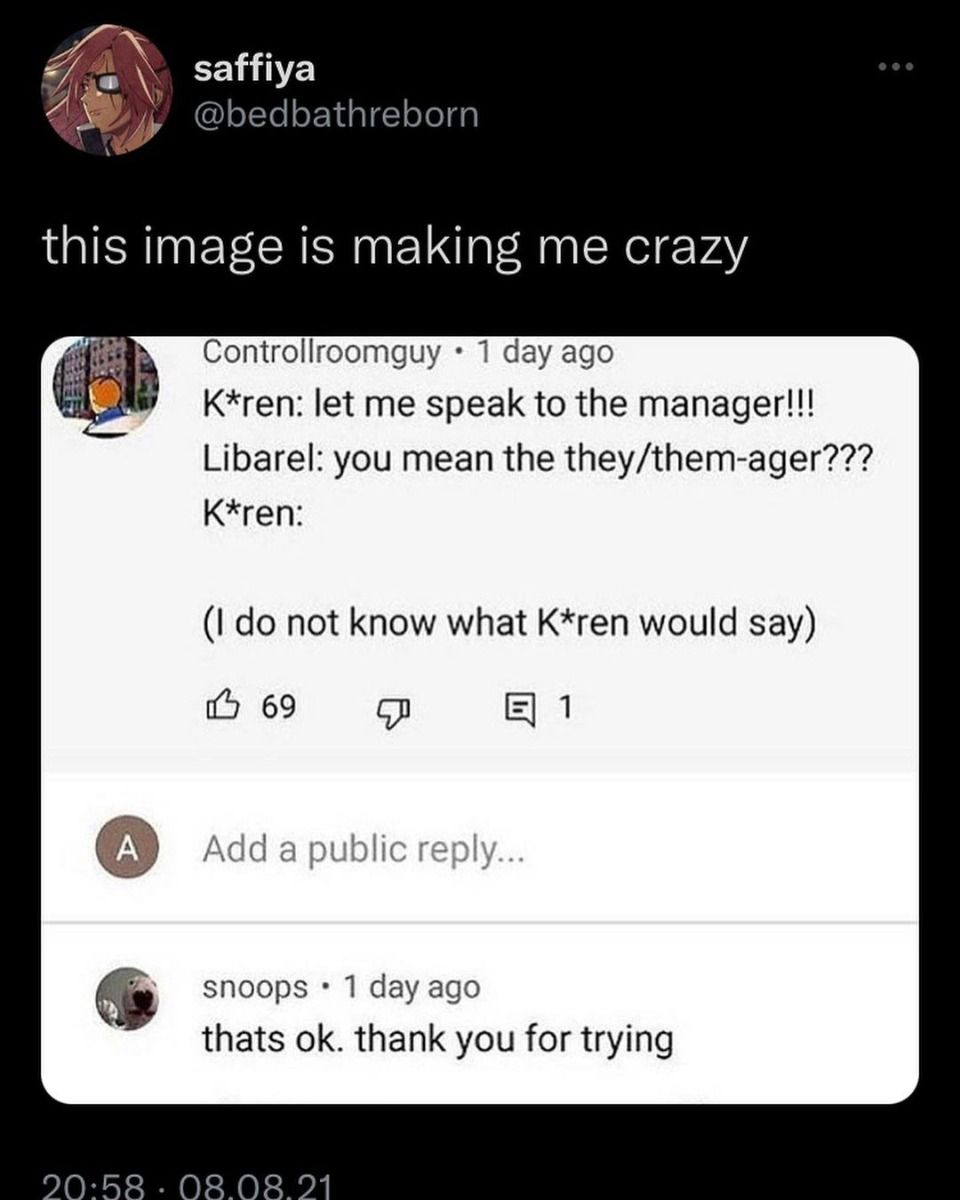 saffiya
@bedbathreborn
this image is making me crazy
Controllroomguy • 1 day ago
K*ren: let me speak to the manager!!!
Libarel: you mean the they/them-ager???
K*ren:
(I do not know what K*ren would say)
69 1
A Add a public reply...
snoops • 1 day ago
thats ok. thank you for trying
20:58 · 08.08.21